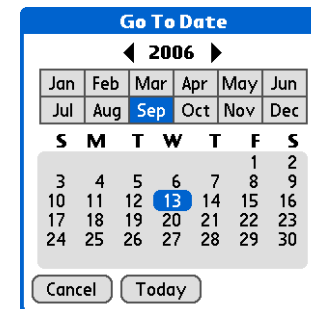 Go To Date
2006
Jan Feb Mar Apr May Jun
Jul Aug Sep Oct Nov Dec
S M T W T F S
1 2
3 4 5 6 7 8 9
10 11 12 13 14 15 16
17 18 19 20 21 22 23
24 25 26 27 28 29 30
Cancel Today